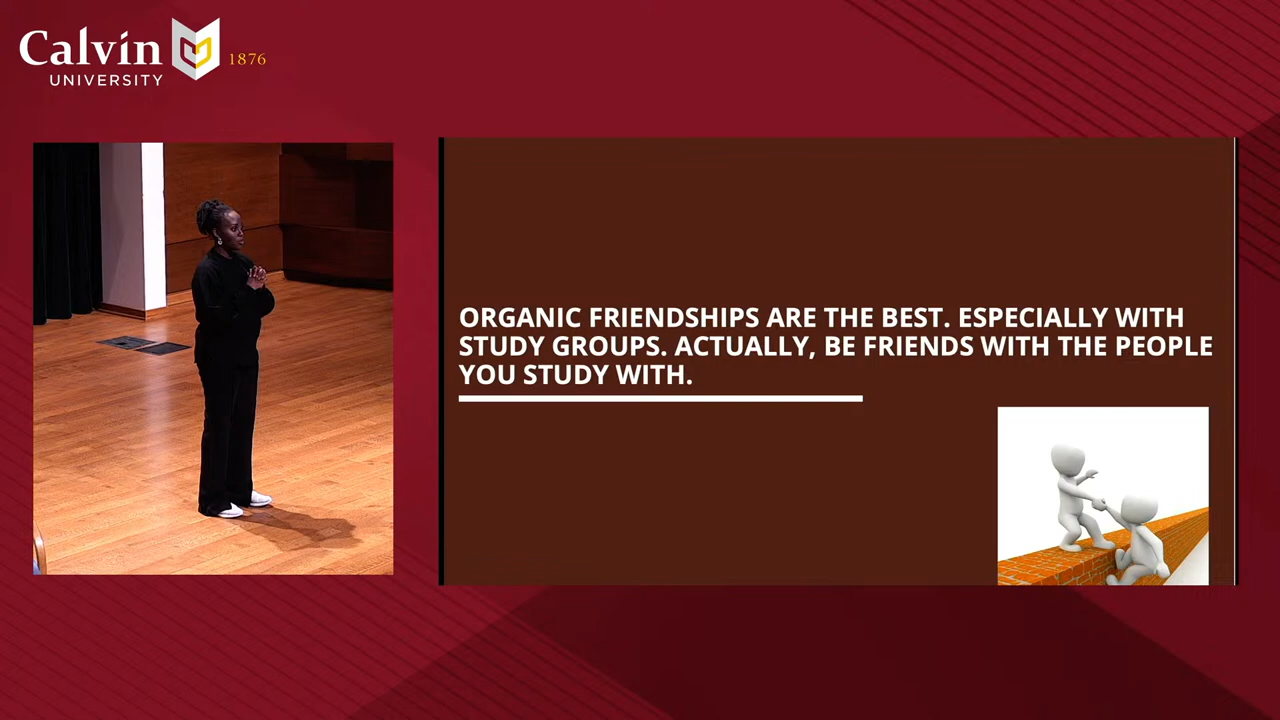 Calvin
UNIVERSITY
1876
ORGANIC FRIENDSHIPS ARE THE BEST. ESPECIALLY WITH
STUDY GROUPS. ACTUALLY, BE FRIENDS WITH THE PEOPLE
YOU STUDY WITH.